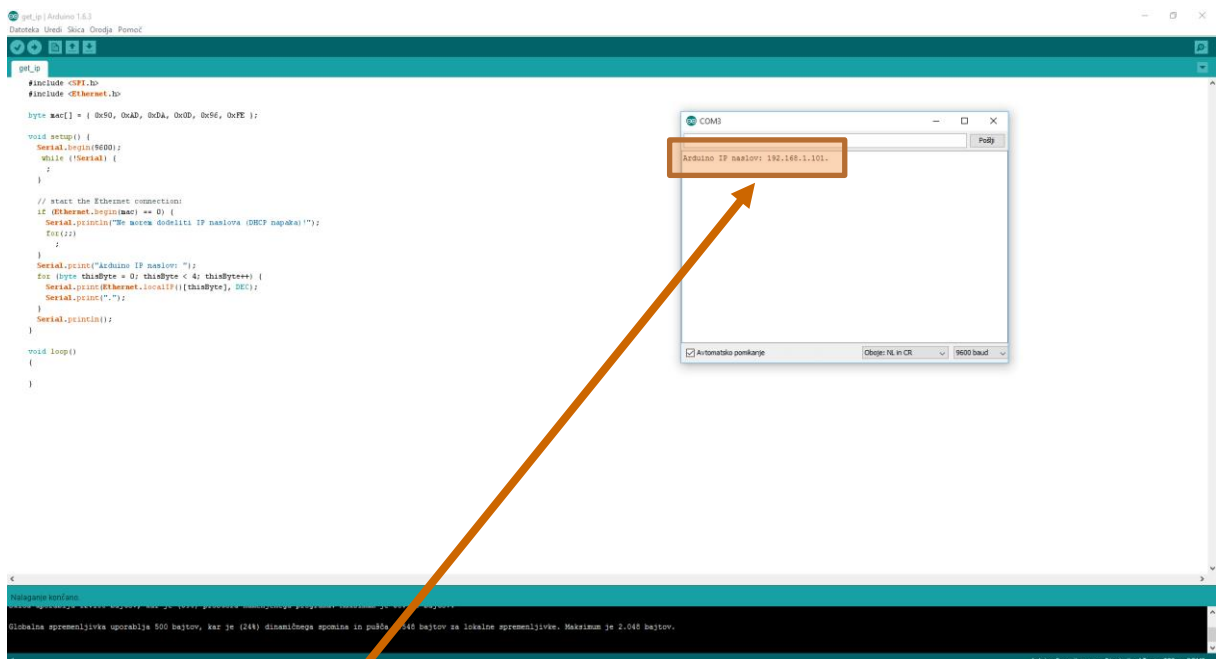 get_ip | Arduino 1.6.3
Datoteka Uredi Skica Orodja Pomoč
get_ip
#include <SPI.h>
#include <Ethernet.h>
byte mac[] = { 0x90, 0xAD, 0xDA, 0x0D, 0x96, 0xFE };
void setup() {
Serial.begin(9600);
while (!Serial) {
;
}
// start the Ethernet connection:
if (Ethernet.begin(mac) == 0) {
Serial.println("Ne morem dodeliti IP naslova (DHCP napaka)!");
for(;;)
;
}
Serial.print("Arduino IP naslov: ");
for (byte thisByte = 0; thisByte < 4; thisByte++) {
Serial.print(Ethernet.localIP()[thisByte], DEC);
Serial.print(".");
}
Serial.println();
}
void loop()
{
}
COM3
Pošlji
Arduino IP naslov: 192.168.1.101.
Avtomatsko pomikanje
Oboje: NL in CR
9600 baud
Nalaganje končano.
Globalna spremenljivka uporablja 500 bajtov, kar je (24%) dinamičnega spomina in pušča bajtov za lokalne spremenljivke. Maksimum je 2.048 bajtov.